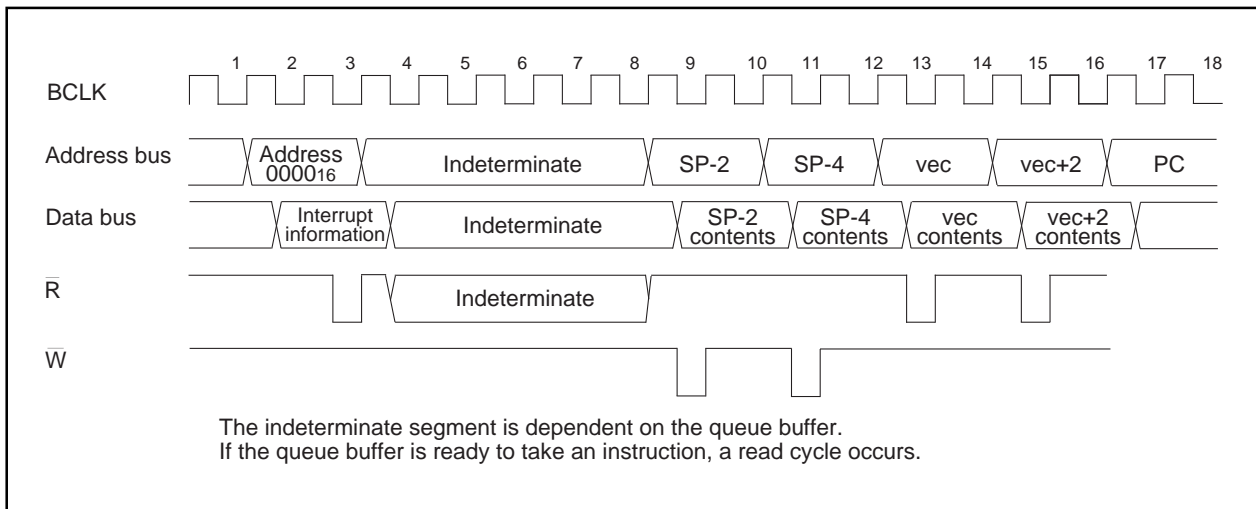 1 2 3 4 5 6 7 8 9 10 11 12 13 14 15 16 17 18
BCLK
Address bus
Address
0000₁₆
Indeterminate
SP-2
SP-4
vec
vec+2
PC
Data bus
Interrupt
information
Indeterminate
SP-2
contents
SP-4
contents
vec
contents
vec+2
contents
R̅
Indeterminate
W̅
The indeterminate segment is dependent on the queue buffer.
If the queue buffer is ready to take an instruction, a read cycle occurs.